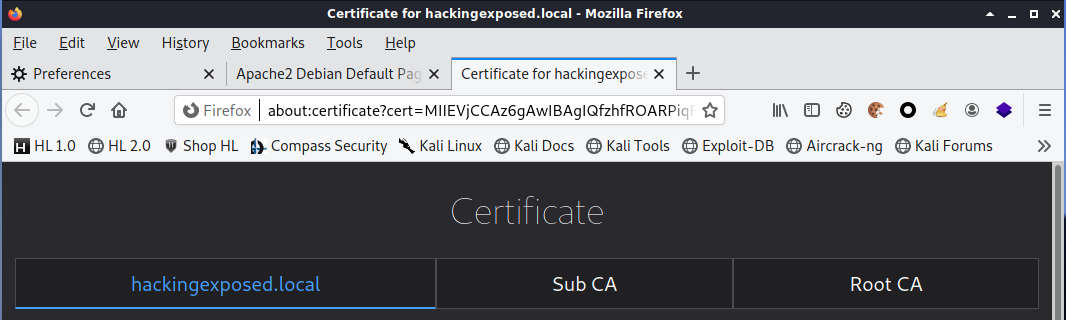 Certificate for hackingexposed.local - Mozilla Firefox
File Edit View History Bookmarks Tools Help
Preferences Apache2 Debian Default Pag Certificate for hackingexpose
Firefox about:certificate?cert=MIIEVjCCAz6gAwIBAgIQfzhfROARPiqF
HL 1.0 HL 2.0 Shop HL Compass Security Kali Linux Kali Docs Kali Tools Exploit-DB Aircrack-ng Kali Forums
Certificate
hackingexposed.local Sub CA Root CA